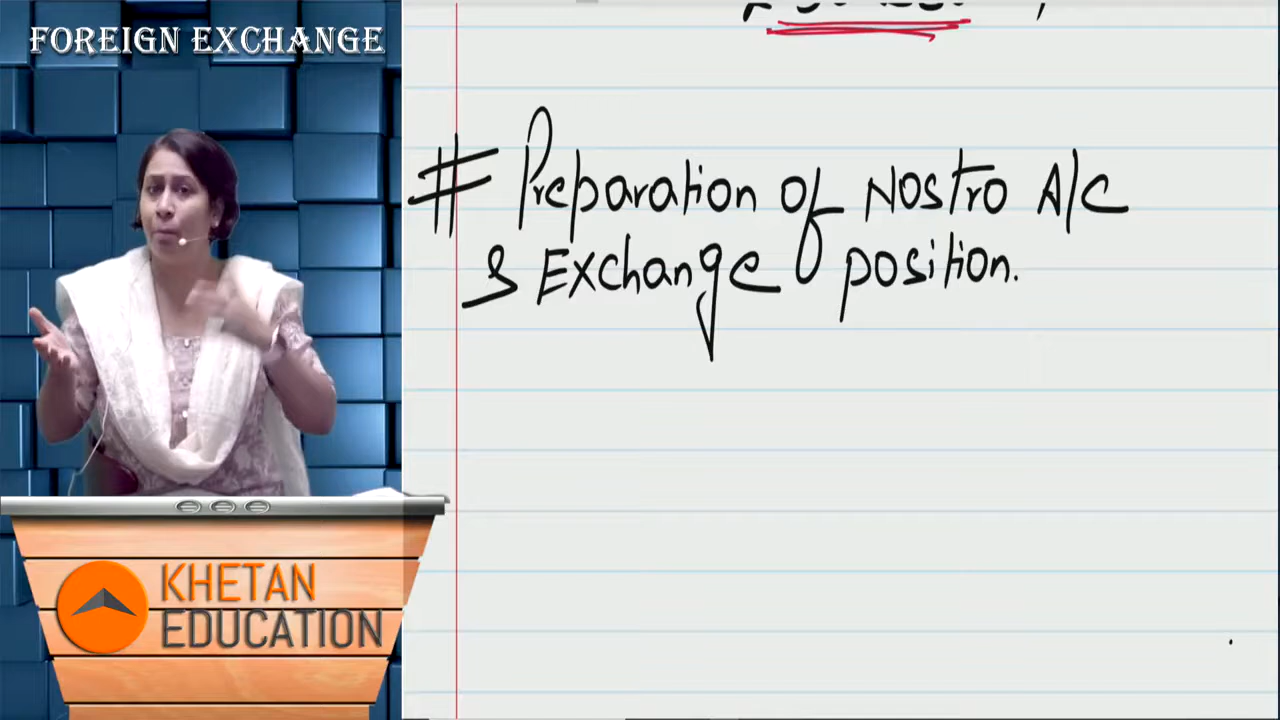 FOREIGN EXCHANGE
# Preparation of Nostro A/C
& Exchange position.
KHETAN
EDUCATION